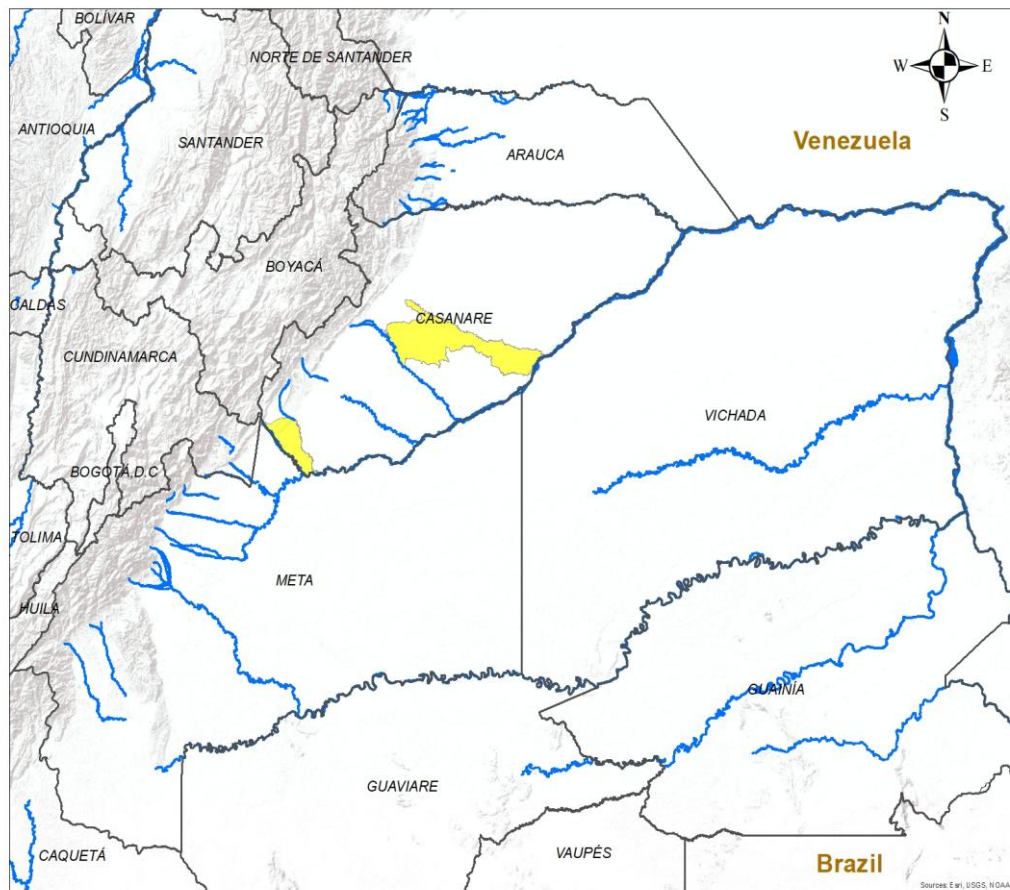 BOLÍVAR
NORTE DE SANTANDER
N
W E
S
ANTIOQUIA
SANTANDER
ARAUCA
Venezuela
BOYACÁ
CALDAS
CASANARE
CUNDINAMARCA
VICHADA
BOGOTÁ D.C
TOLIMA
META
HUILA
GUAINÍA
GUAVIARE
CAQUETÁ
VAUPÉS
Brazil
Sources: Esri, USGS, NOAA